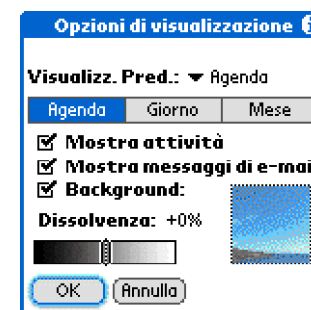 Opzioni di visualizzazione
Visualizz. Pred.: Agenda
Agenda Giorno Mese
Mostra attività
Mostra messaggi di e-mai
Background:
Dissolvenza: +0%
OK Annulla